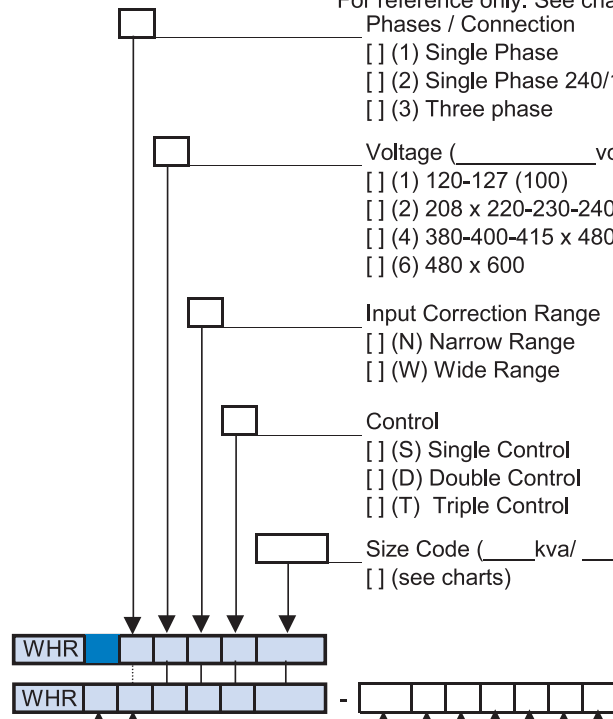 For reference only. See cha
Phases / Connection
[ ] (1) Single Phase
[ ] (2) Single Phase 240/
[ ] (3) Three phase
Voltage (____________vo
[ ] (1) 120-127 (100)
[ ] (2) 208 x 220-230-240
[ ] (4) 380-400-415 x 480
[ ] (6) 480 x 600
Input Correction Range
[ ] (N) Narrow Range
[ ] (W) Wide Range
Control
[ ] (S) Single Control
[ ] (D) Double Control
[ ] (T) Triple Control
Size Code (____kva/ ___
[ ] (see charts)
WHR
WHR -